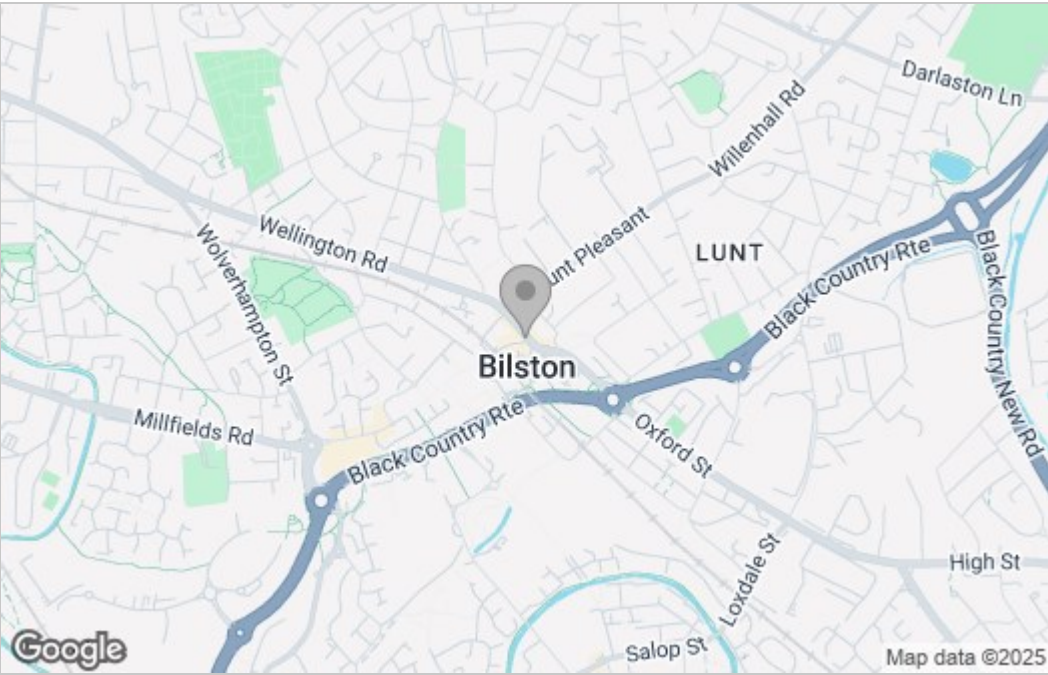 Darlaston Ln
Willenhall Rd
Wellington Rd
unt Pleasant
Wolverhampton St
LUNT
Black Country Rte
Black Country New Rd
Bilston
Millfields Rd
Black Country Rte
Oxford St
High St
Loxdale St
Salop St
Google
Map data ©2025